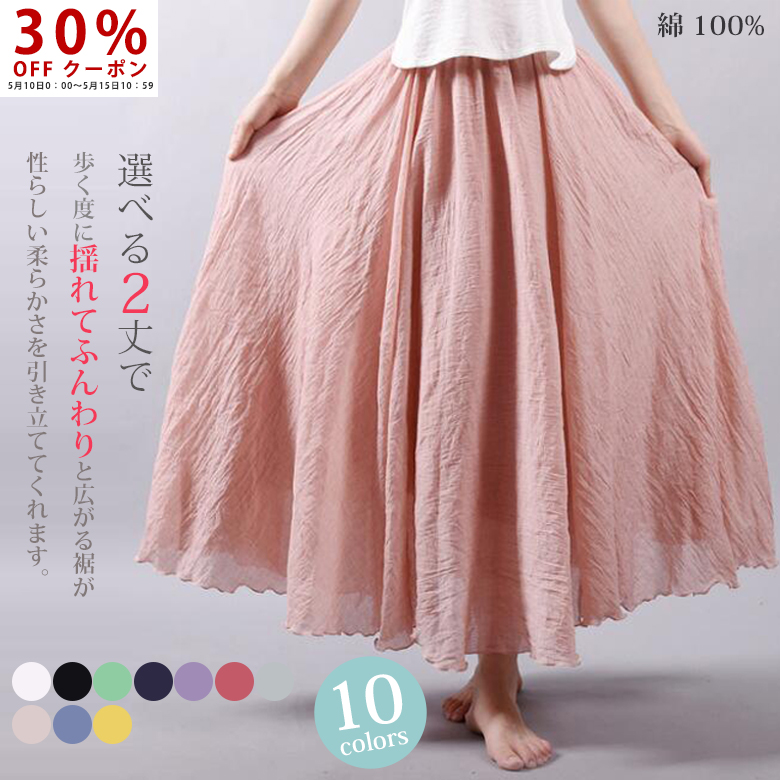 30%
OFF クーポン
5月10日0:00～5月15日10:59
綿 100%
選べる2丈で
歩く度に揺れてふんわりと広がる裾が
性らしい柔らかさを引き立ててくれます。
10
colors